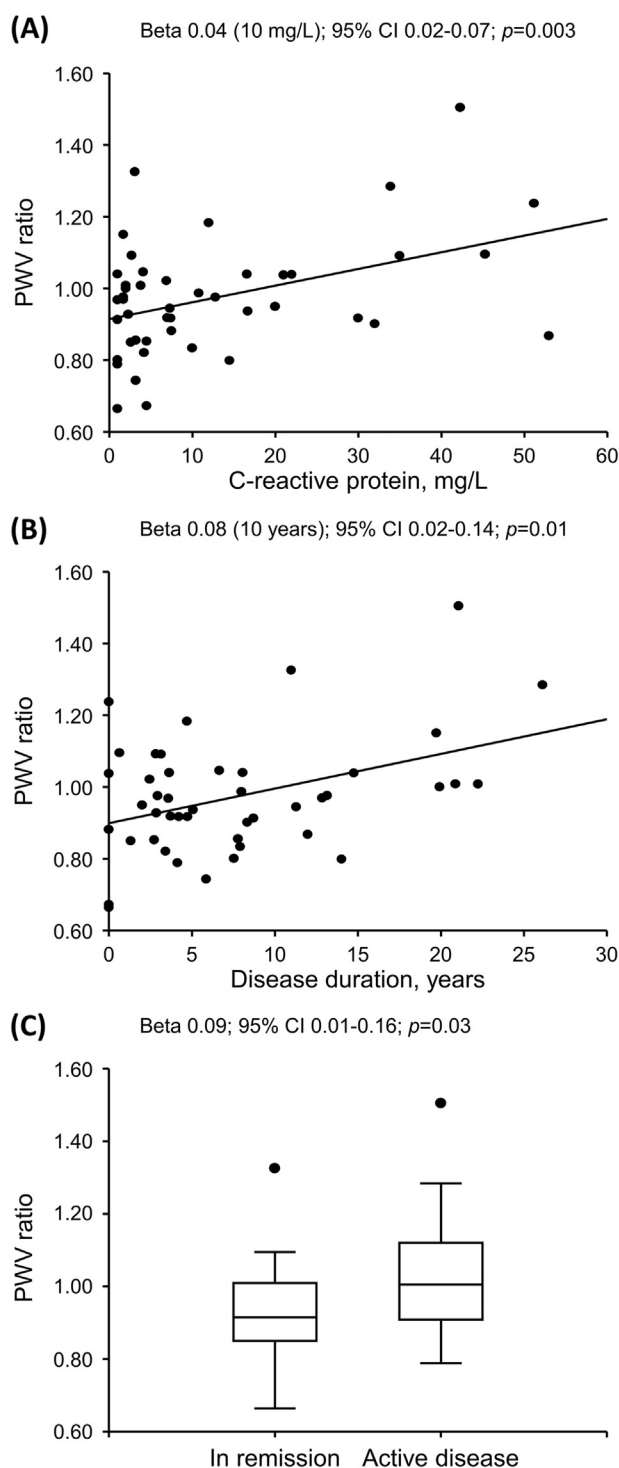 (A)
Beta 0.04 (10 mg/L); 95% CI 0.02-0.07; p=0.003
1.60
1.40
1.20
1.00
0.80
0.60
PWV ratio
0 10 20 30 40 50 60
C-reactive protein, mg/L
(B)
Beta 0.08 (10 years); 95% CI 0.02-0.14; p=0.01
1.60
1.40
1.20
1.00
0.80
0.60
PWV ratio
0 5 10 15 20 25 30
Disease duration, years
(C)
Beta 0.09; 95% CI 0.01-0.16; p=0.03
1.60
1.40
1.20
1.00
0.80
0.60
PWV ratio
In remission Active disease